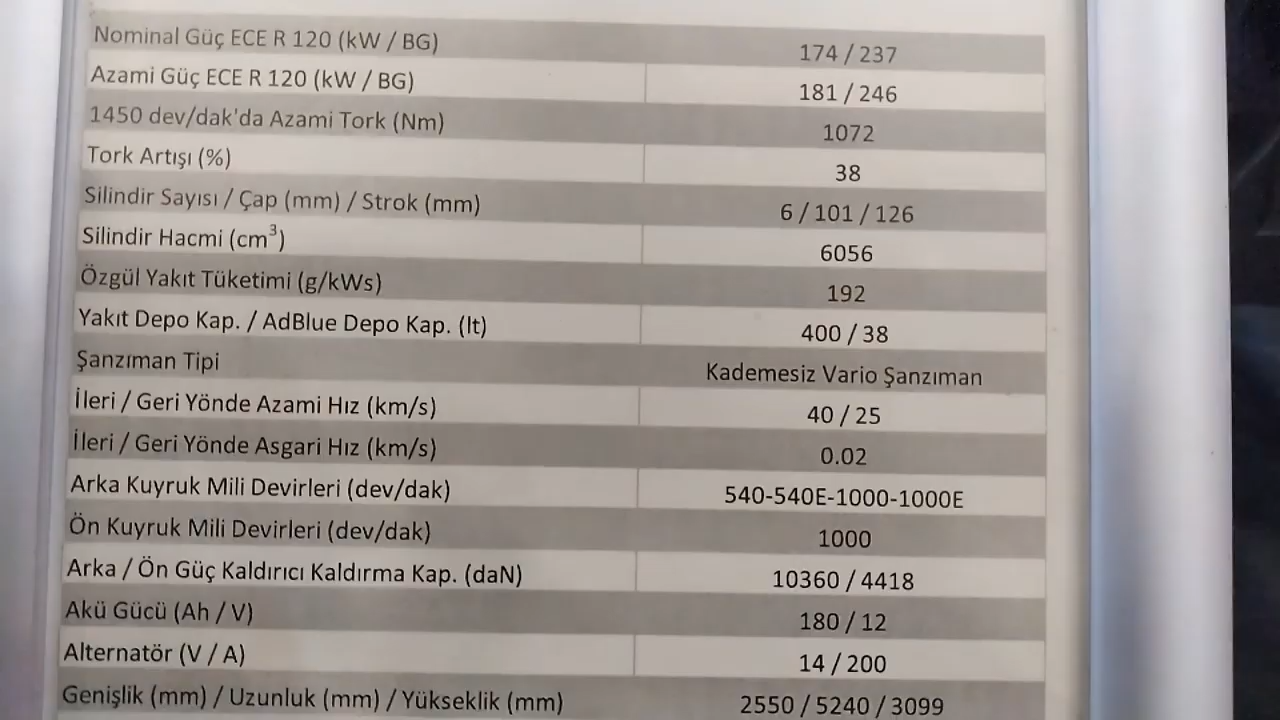 Nominal Güç ECE R 120 (kW / BG) 174 / 237
Azami Güç ECE R 120 (kW / BG) 181 / 246
1450 dev/dak'da Azami Tork (Nm) 1072
Tork Artışı (%) 38
Silindir Sayısı / Çap (mm) / Strok (mm) 6 / 101 / 126
Silindir Hacmi (cm³) 6056
Özgül Yakıt Tüketimi (g/kWs) 192
Yakıt Depo Kap. / AdBlue Depo Kap. (lt) 400 / 38
Şanzıman Tipi Kademesiz Vario Şanzıman
İleri / Geri Yönde Azami Hız (km/s) 40 / 25
İleri / Geri Yönde Asgari Hız (km/s) 0.02
Arka Kuyruk Mili Devirleri (dev/dak) 540-540E-1000-1000E
Ön Kuyruk Mili Devirleri (dev/dak) 1000
Arka / Ön Güç Kaldırıcı Kaldırma Kap. (daN) 10360 / 4418
Akü Gücü (Ah / V) 180 / 12
Alternatör (V / A) 14 / 200
Genişlik (mm) / Uzunluk (mm) / Yükseklik (mm) 2550 / 5240 / 3099